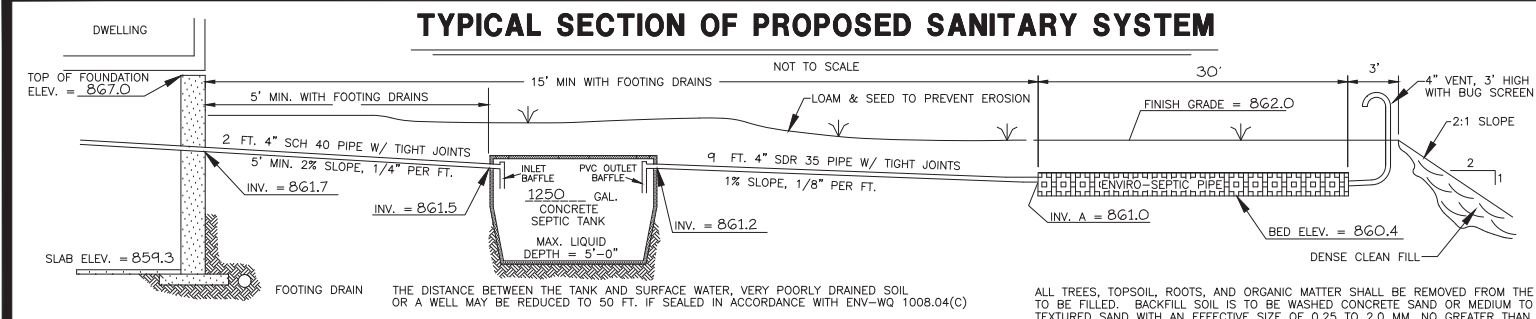 TYPICAL SECTION OF PROPOSED SANITARY SYSTEM
NOT TO SCALE
DWELLING
TOP OF FOUNDATION
ELEV. = 867.0
15' MIN WITH FOOTING DRAINS
30'
3'
4" VENT, 3' HIGH
WITH BUG SCREEN
5' MIN. WITH FOOTING DRAINS
LOAM & SEED TO PREVENT EROSION
FINISH GRADE = 862.0
2:1 SLOPE
2 FT. 4" SCH 40 PIPE W/ TIGHT JOINTS
5' MIN. 2% SLOPE, 1/4" PER FT.
9 FT. 4" SDR 35 PIPE W/ TIGHT JOINTS
1% SLOPE, 1/8" PER FT.
2
1
INV. = 861.7
INV. = 861.5
INLET
BAFFLE
PVC OUTLET
BAFFLE
1250 GAL.
CONCRETE
SEPTIC TANK
MAX. LIQUID
DEPTH = 5'-0"
INV. = 861.2
ENVIRO-SEPTIC PIPE
INV. A = 861.0
BED ELEV. = 860.4
DENSE CLEAN FILL
SLAB ELEV. = 859.3
FOOTING DRAIN
THE DISTANCE BETWEEN THE TANK AND SURFACE WATER, VERY POORLY DRAINED SOIL
OR A WELL MAY BE REDUCED TO 50 FT. IF SEALED IN ACCORDANCE WITH ENV-WQ 1008.04(C)
ALL TREES, TOPSOIL, ROOTS, AND ORGANIC MATTER SHALL BE REMOVED FROM THE
TO BE FILLED. BACKFILL SOIL IS TO BE WASHED CONCRETE SAND OR MEDIUM TO
TEXTURED SAND WITH AN EFFECTIVE SIZE OF 0.25 TO 2.0 MM, NO GREATER THAN